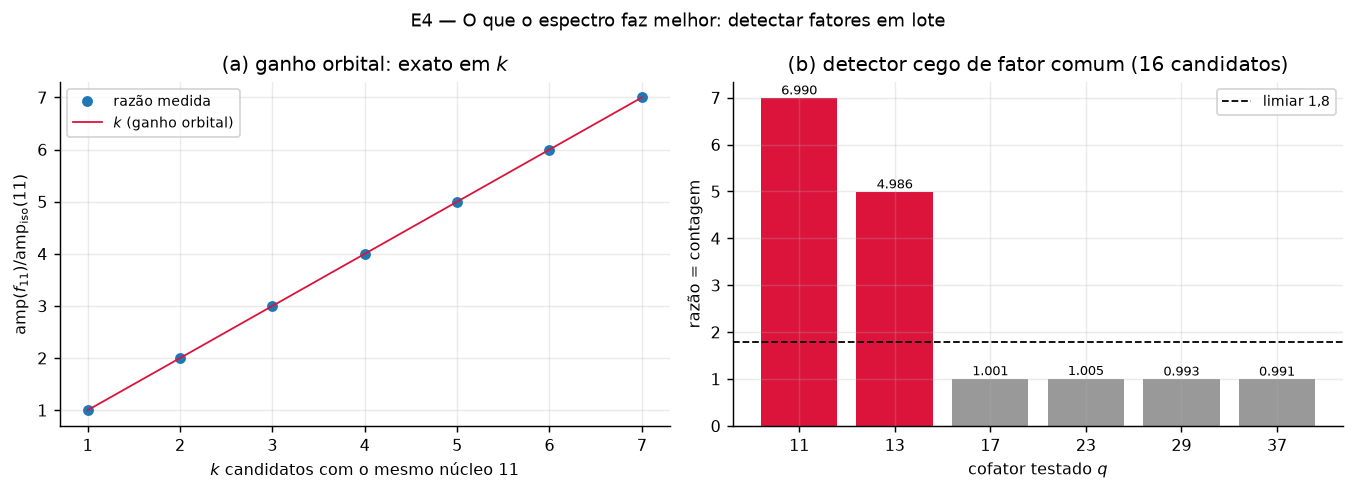 E4 — O que o espectro faz melhor: detectar fatores em lote
(a) ganho orbital: exato em k
razão medida
k (ganho orbital)
amp(f₁₁)/ampᵢₛₒ(11)
7
6
5
4
3
2
1
1 2 3 4 5 6 7
k candidatos com o mesmo núcleo 11
(b) detector cego de fator comum (16 candidatos)
limiar 1,8
razão = contagem
7
6
5
4
3
2
1
0
6.990
4.986
1.001
1.005
0.993
0.991
11 13 17 23 29 37
cofator testado q